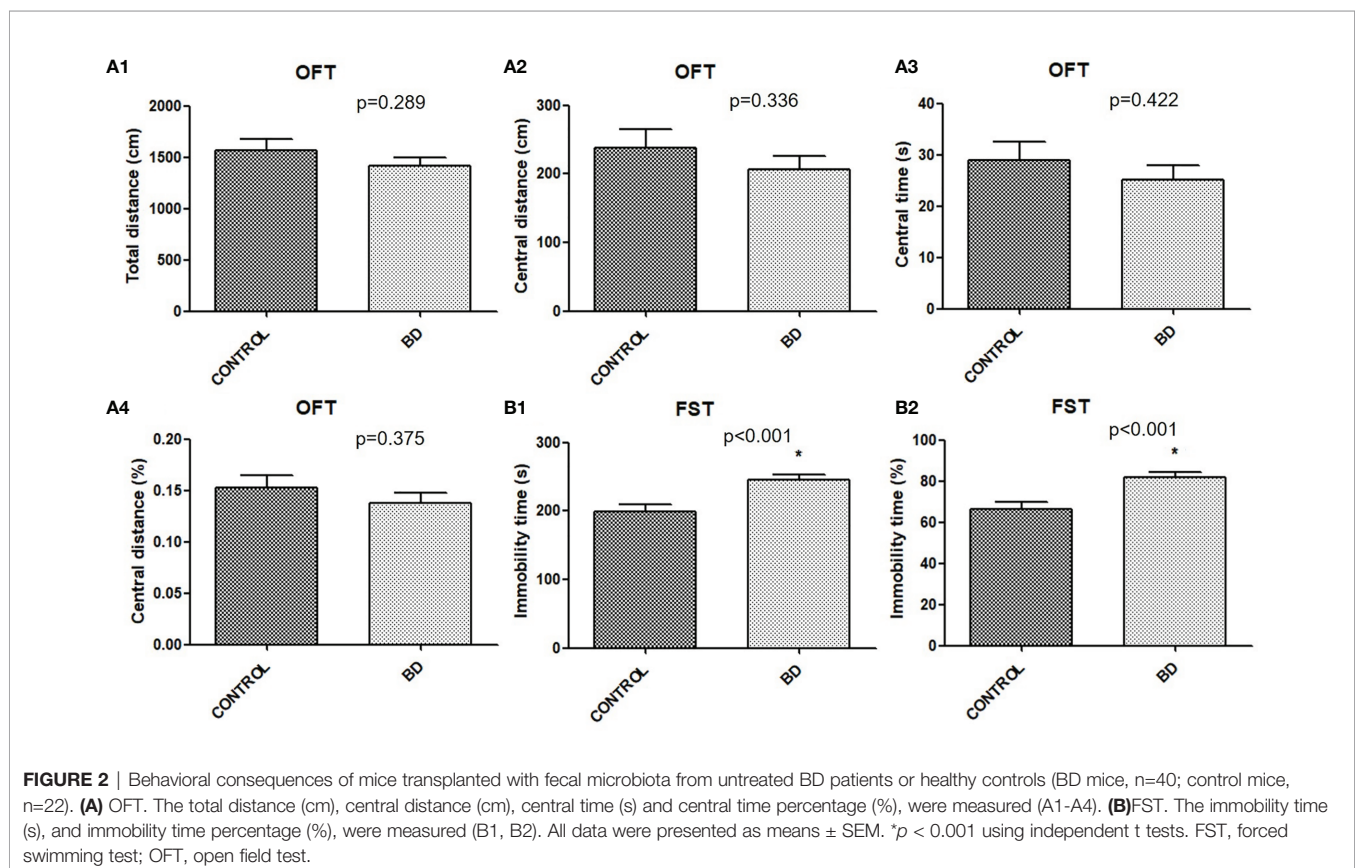 A1
OFT
p=0.289
Total distance (cm)
2000
1500
1000
500
0
CONTROL
BD
A2
OFT
p=0.336
Central distance (cm)
300
200
100
0
CONTROL
BD
A3
OFT
p=0.422
Central time (s)
40
30
20
10
0
CONTROL
BD
A4
OFT
p=0.375
Central distance (%)
0.20
0.15
0.10
0.05
0.00
CONTROL
BD
B1
FST
p<0.001
*
Immobility time (s)
300
200
100
0
CONTROL
BD
B2
FST
p<0.001
*
Immobility time (%)
100
80
60
40
20
0
CONTROL
BD
FIGURE 2 | Behavioral consequences of mice transplanted with fecal microbiota from untreated BD patients or healthy controls (BD mice, n=40; control mice,
n=22). (A) OFT. The total distance (cm), central distance (cm), central time (s) and central time percentage (%), were measured (A1-A4). (B)FST. The immobility time
(s), and immobility time percentage (%), were measured (B1, B2). All data were presented as means ± SEM. *p < 0.001 using independent t tests. FST, forced
swimming test; OFT, open field test.